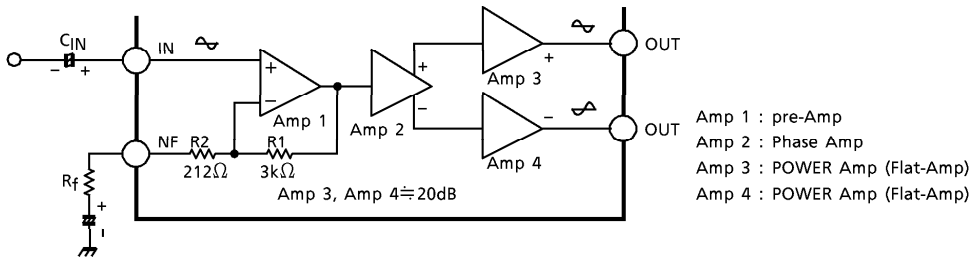 CIN
IN
OUT
Amp 3
Amp 1
Amp 2
NF
R2
212Ω
R1
3kΩ
Amp 4
OUT
Rf
Amp 3, Amp 4≒20dB
Amp 1 : pre-Amp
Amp 2 : Phase Amp
Amp 3 : POWER Amp (Flat-Amp)
Amp 4 : POWER Amp (Flat-Amp)